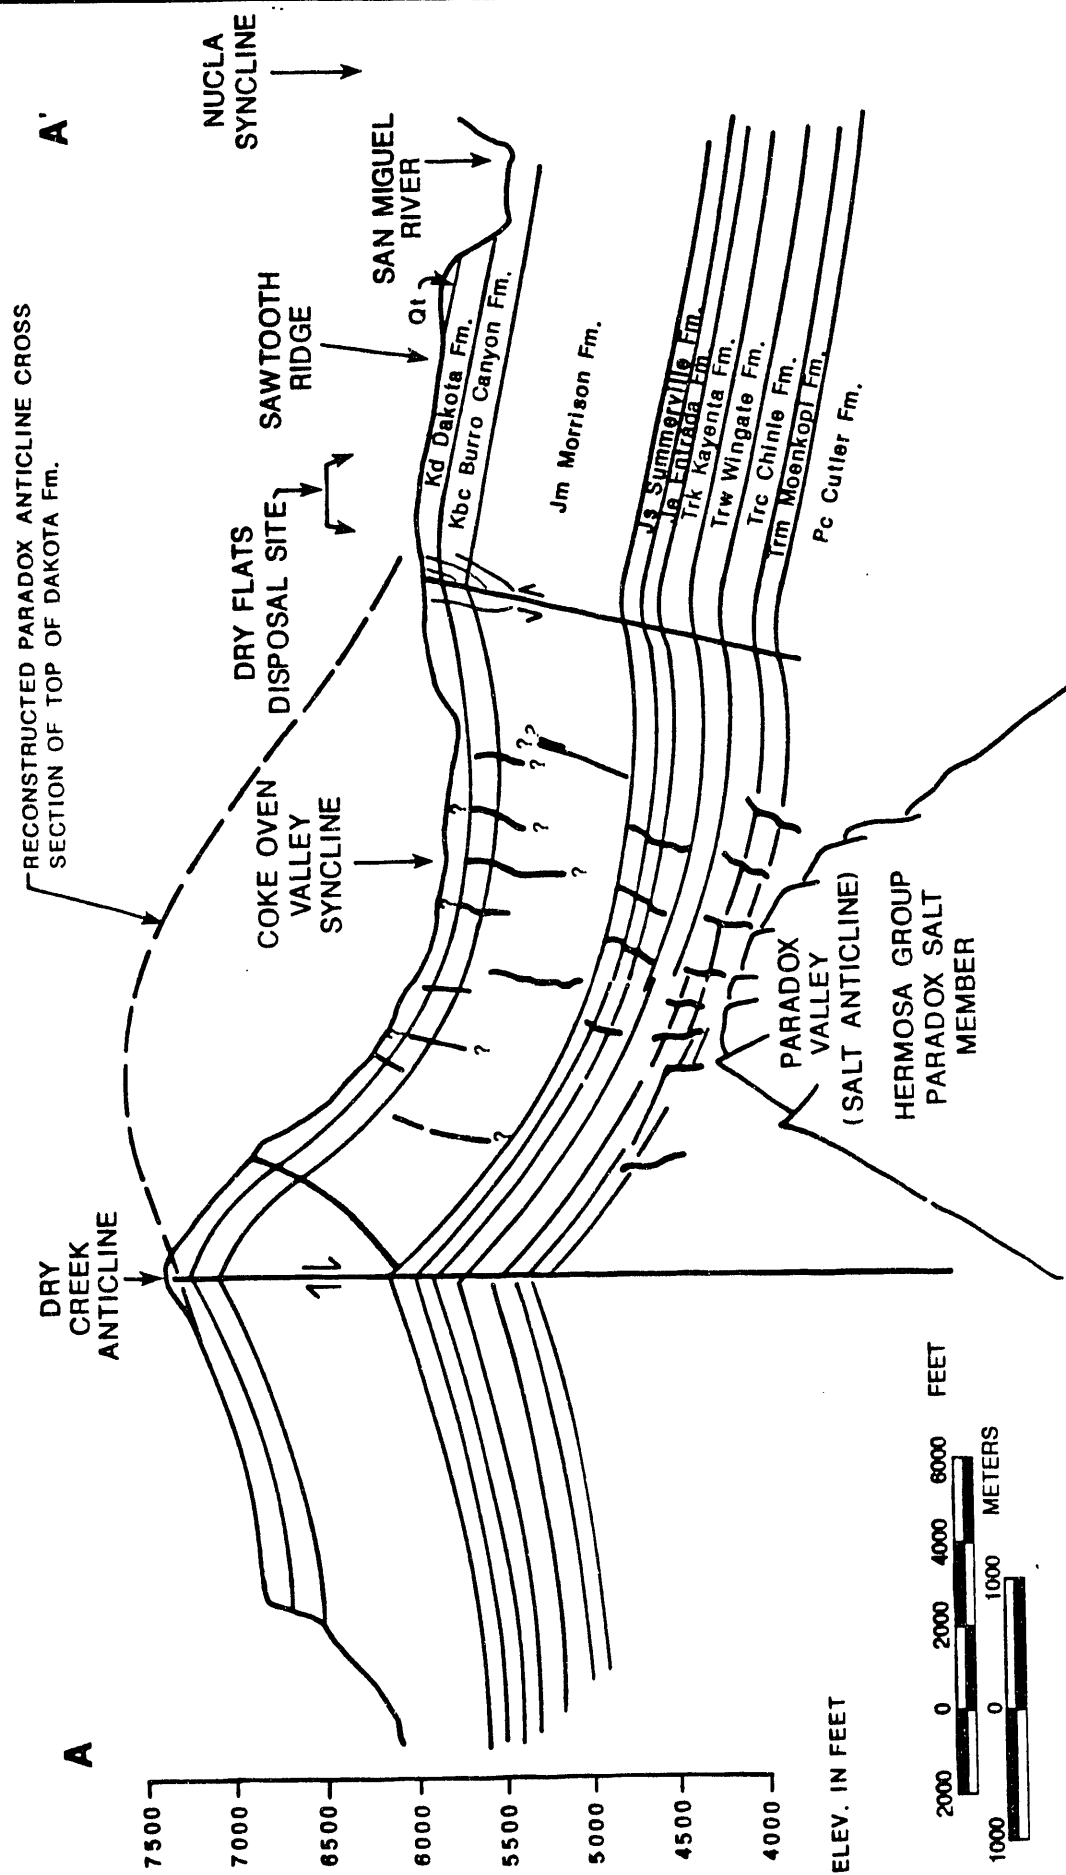 A
A'
RECONSTRUCTED PARADOX ANTICLINE CROSS
SECTION OF TOP OF DAKOTA Fm.
DRY
CREEK
ANTICLINE
COKE OVEN
VALLEY
SYNCLINE
DRY FLATS
DISPOSAL SITE
SAWTOOTH
RIDGE
SAN MIGUEL
RIVER
NUCLA
SYNCLINE
Qt
Kd Dakota Fm.
Kbc Burro Canyon Fm.
Jm Morrison Fm.
Js Summerville Fm.
Je Entrada Fm.
Trk Kayenta Fm.
Trw Wingate Fm.
Trc Chinle Fm.
Trm Moenkopi Fm.
Pc Cutler Fm.
?
?
?
?
?
?
?
?
?
?
PARADOX
VALLEY
(SALT ANTICLINE)
HERMOSA GROUP
PARADOX SALT
MEMBER
7500
7000
6500
6000
5500
5000
4500
4000
ELEV. IN FEET
2000 0 2000 4000 6000 FEET
1000 0 1000 METERS